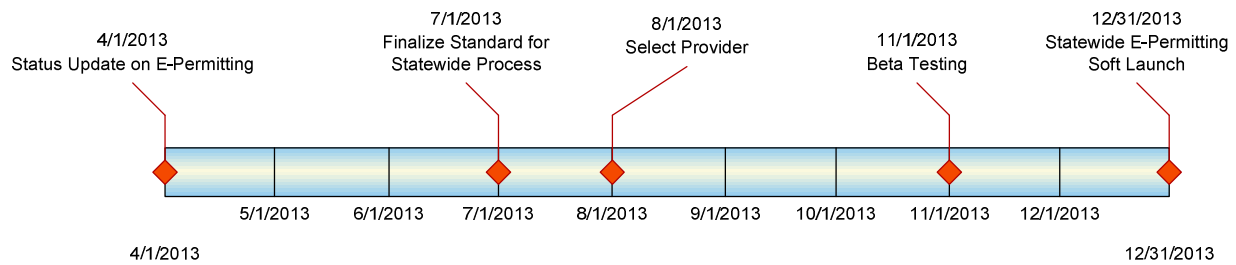 4/1/2013
Status Update on E-Permitting
7/1/2013
Finalize Standard for
Statewide Process
8/1/2013
Select Provider
11/1/2013
Beta Testing
12/31/2013
Statewide E-Permitting
Soft Launch
5/1/2013
6/1/2013
7/1/2013
8/1/2013
9/1/2013
10/1/2013
11/1/2013
12/1/2013
4/1/2013
12/31/2013